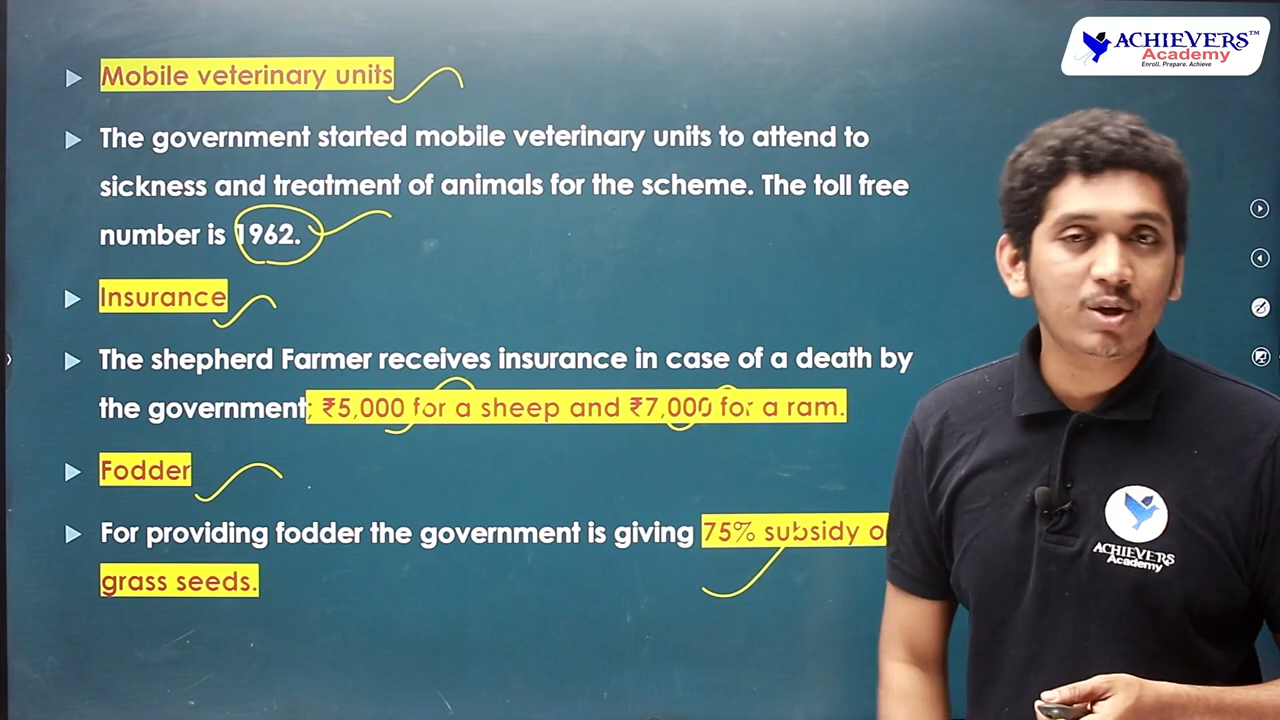 ACHIEVERS™
Academy
Enroll. Prepare. Achieve
Mobile veterinary units
The government started mobile veterinary units to attend to
sickness and treatment of animals for the scheme. The toll free
number is 1962.
Insurance
The shepherd Farmer receives insurance in case of a death by
the government; ₹5,000 for a sheep and ₹7,000 for a ram.
Fodder
For providing fodder the government is giving 75% subsidy
grass seeds.
ACHIEVERS
Academy